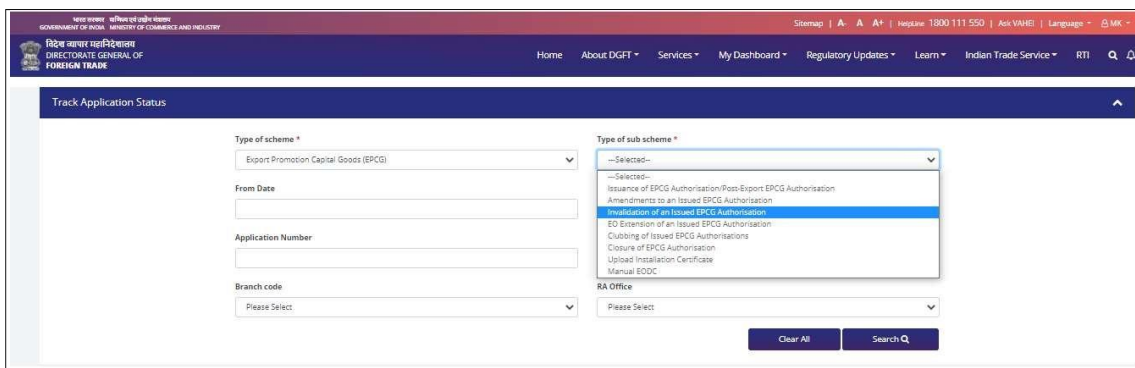 भारत सरकार वाणिज्य एवं उद्योग मंत्रालय
GOVERNMENT OF INDIA MINISTRY OF COMMERCE AND INDUSTRY
Sitemap | A- A A+ | HELPLINE 1800 111 550 | Ask VAHEI | Language MK
विदेश व्यापार महानिदेशालय
DIRECTORATE GENERAL OF
FOREIGN TRADE
Home About DGFT Services My Dashboard Regulatory Updates Learn Indian Trade Service RTI
Track Application Status
Type of scheme * Type of sub scheme *
Export Promotion Capital Goods (EPCG) --Selected--
--Selected--
From Date
Issuance of EPCG Authorisation/Post-Export EPCG Authorisation
Amendments to an Issued EPCG Authorisation
Invalidation of an Issued EPCG Authorisation
EO Extension of an Issued EPCG Authorisation
Application Number
Clubbing of Issued EPCG Authorisations
Closure of EPCG Authorisation
Upload Installation Certificate
Manual EODC
Branch code RA Office
Please Select Please Select
Clear All Search